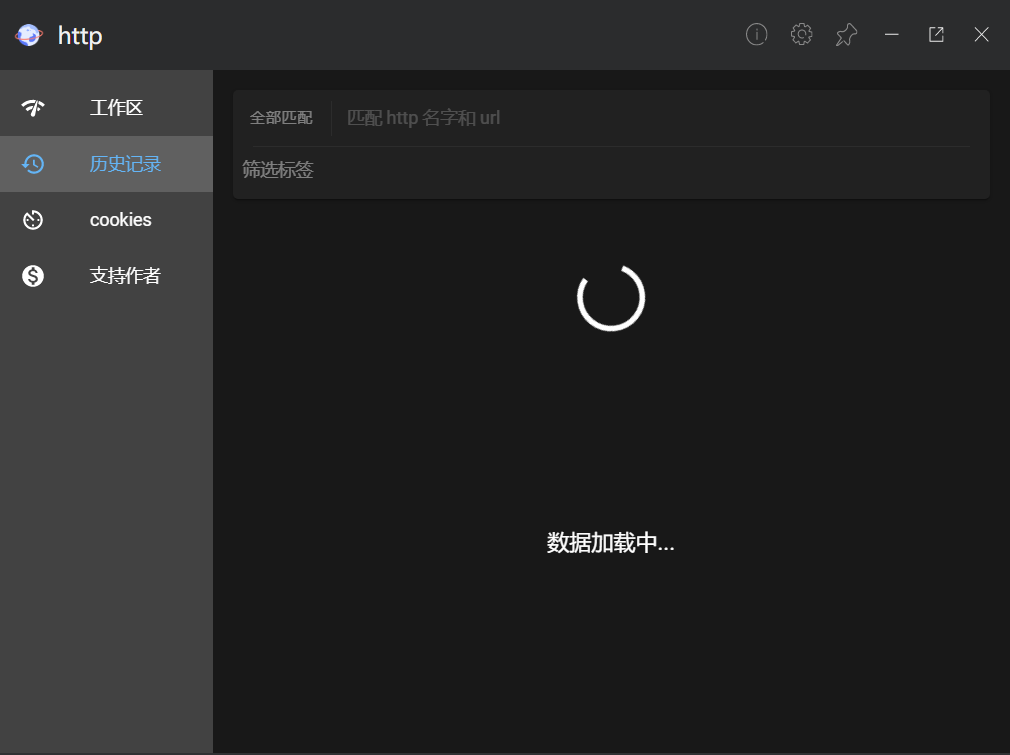 http
工作区
历史记录
cookies
支持作者
全部匹配
匹配 http 名字和 url
筛选标签
数据加载中...